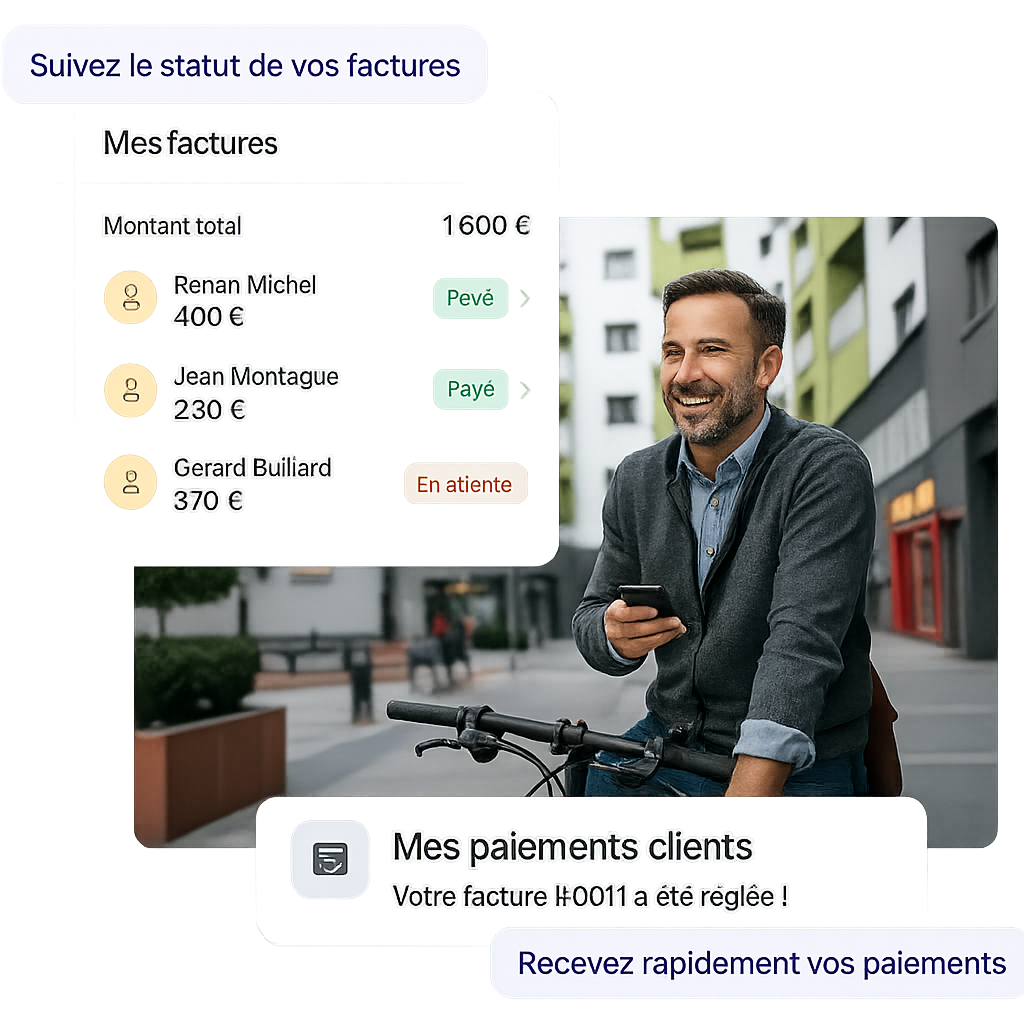 Suivez le statut de vos factures
Mes factures
Montant total 1 600 €
Renan Michel
400 €
Pevé
Jean Montague
230 €
Payé
Gerard Builiard
370 €
En atiente
Mes paiements clients
Votre facture #0011 a été réglêe !
Recevez rapidement vos paiements